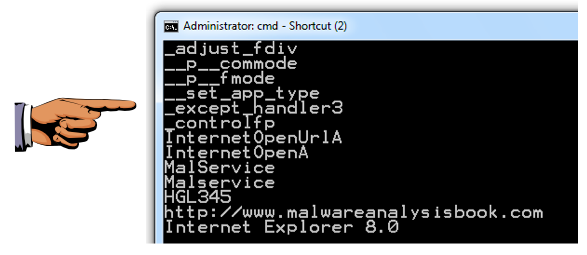 Administrator: cmd - Shortcut (2)
_adjust_fdiv
__p__commode
__p__fmode
__set_app_type
_except_handler3
_controlfp
InternetOpenUrlA
InternetOpenA
MalService
Malservice
HGL345
http://www.malwareanalysisbook.com
Internet Explorer 8.0